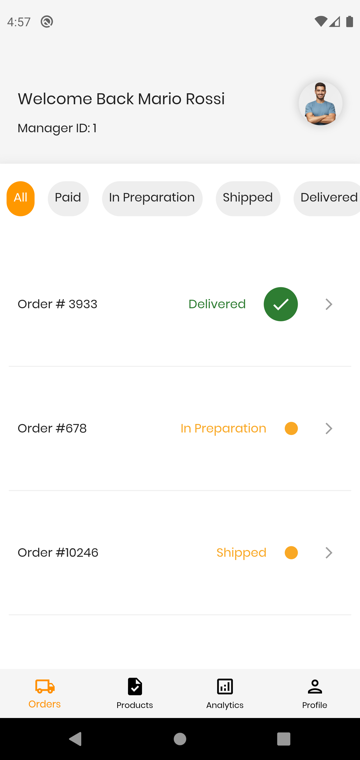 4:57
Welcome Back Mario Rossi
Manager ID: 1
All Paid In Preparation Shipped Delivered
Order # 3933 Delivered
Order #678 In Preparation
Order #10246 Shipped
Orders Products Analytics Profile